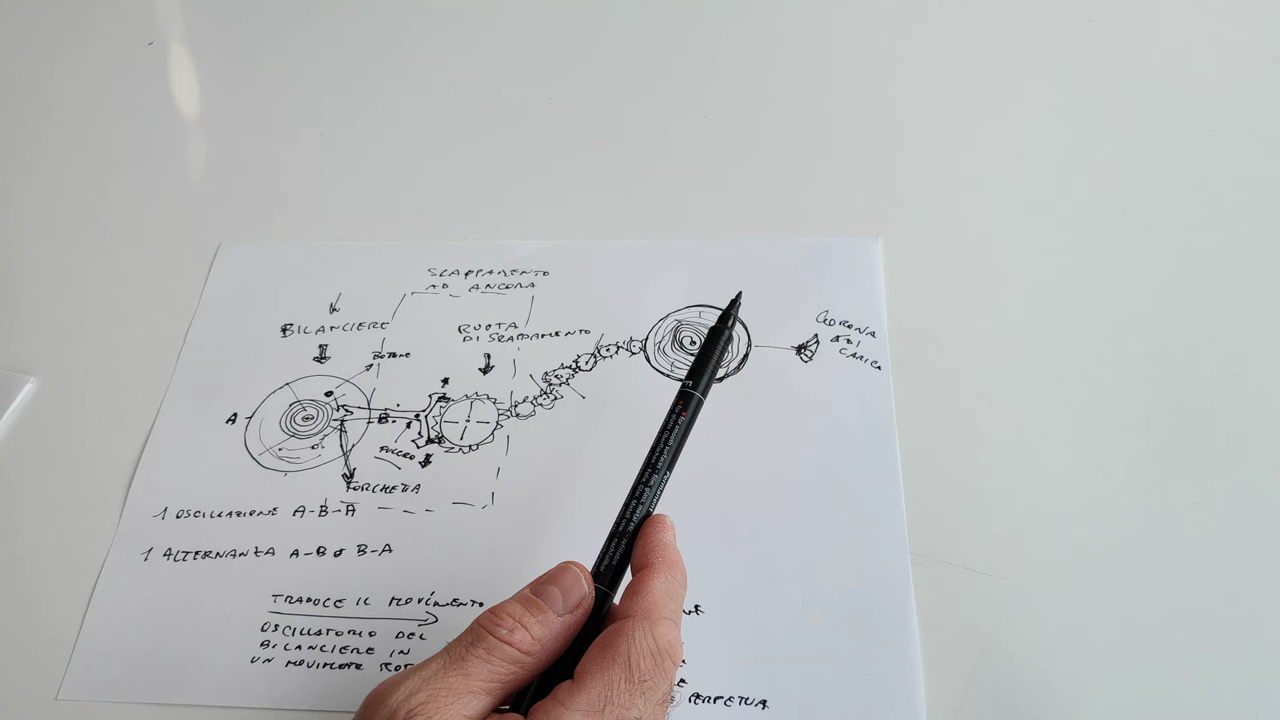 SCAPPAMENTO
AD ANCORA
BILANCIERE
RUOTA
DI SCAPPAMENTO
CORONA
DI
CARICA
BOTTONE
A
B
FULCRO
FORCHETTA
1 OSCILLAZIONE A-B-A
1 ALTERNANZA A-B O B-A
TRADUCE IL MOVIMENTO
OSCILLATORIO DEL
BILANCIERE IN
UN MOVIMENTO
PERPETUA
F
Permanent